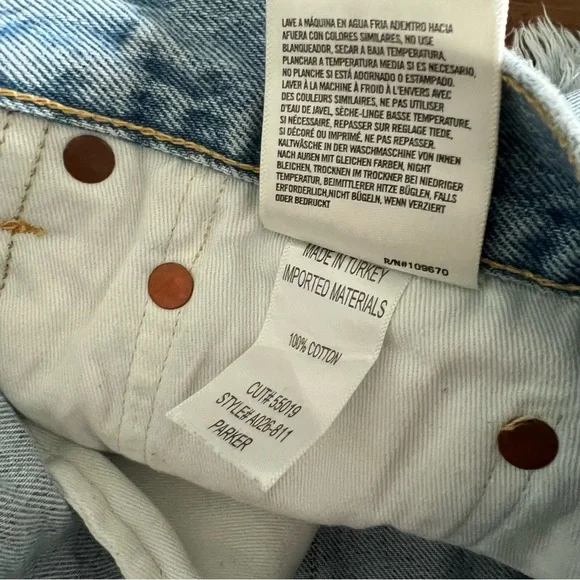 LAVE A MÁQUINA EN AGUA FRIA ADENTRO HACIA
AFUERA CON COLORES SIMILARES, NO USE
BLANQUEADOR, SECAR A BAJA TEMPERATURA,
PLANCHAR A TEMPERATURA MEDIA SI ES NECESARIO,
NO PLANCHAR SI ESTÁ ADORNADO O ESTAMPADO.
LAVER À LA MACHINE À FROID À L'ENVERS AVEC
DES COULEURS SIMILAIRES, NE PAS UTILISER
D'EAU DE JAVEL, SÈCHE-LINGE BASSE TEMPÉRATURE,
SI NÉCESSAIRE, REPASSER SUR REGLAGE TIEDE,
SI DÉCORÉ OU IMPRIMÉ, NE PAS REPASSER.
KALTWÄSCHE IN DER WASCHMASCHINE VON INNEN
NACH AUßEN MIT GLEICHEN FARBEN, NIGHT
BLEICHEN, TROCKNEN IM TROCKNER BEI NIEDRIGER
TEMPERATUR, BEIMITTLERER HITZE BÜGLEN, FALLS
ERFORDERLICH,NICHT BÜGELN, WENN VERZIERT
ODER BEDRUCKT
R/N#109670
MADE IN TURKEY
IMPORTED MATERIALS
100% COTTON
CUT# 55019
STYLE# A026-811
PARKER